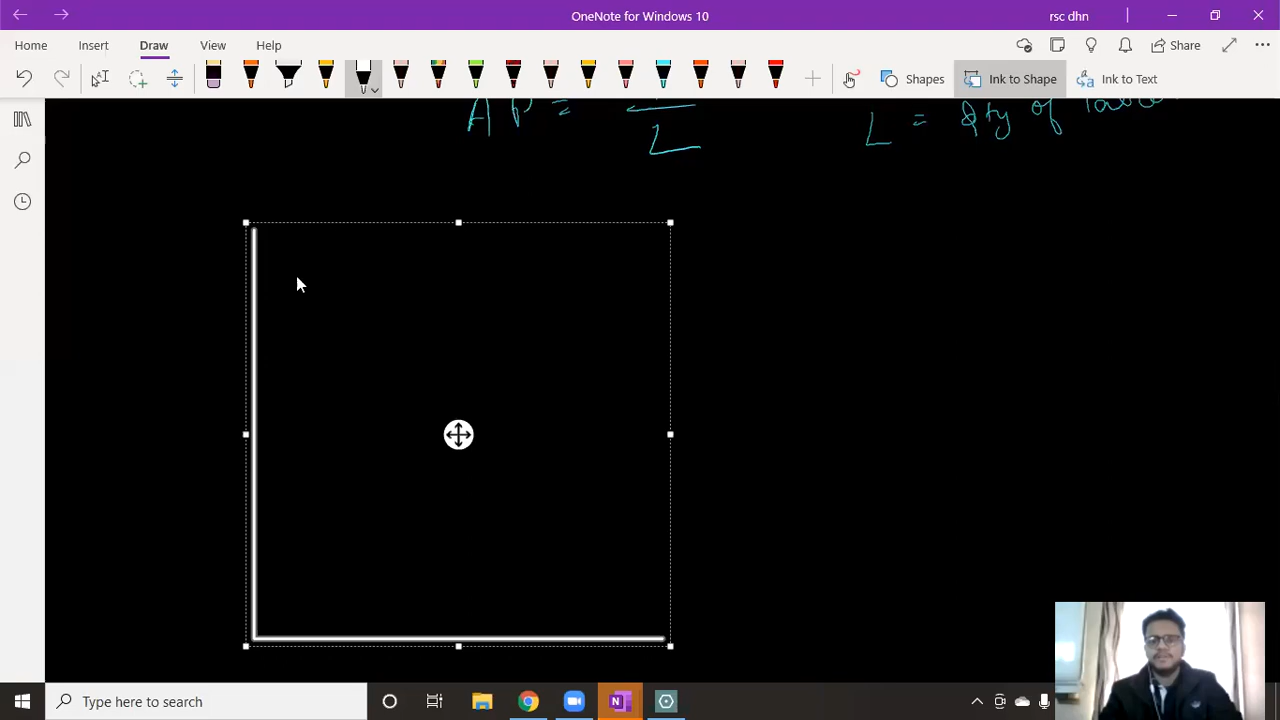 OneNote for Windows 10
rsc dhn
Home Insert Draw View Help
Share
Shapes
Ink to Shape
Ink to Text
A P =
L
L = Qty of
Type here to search